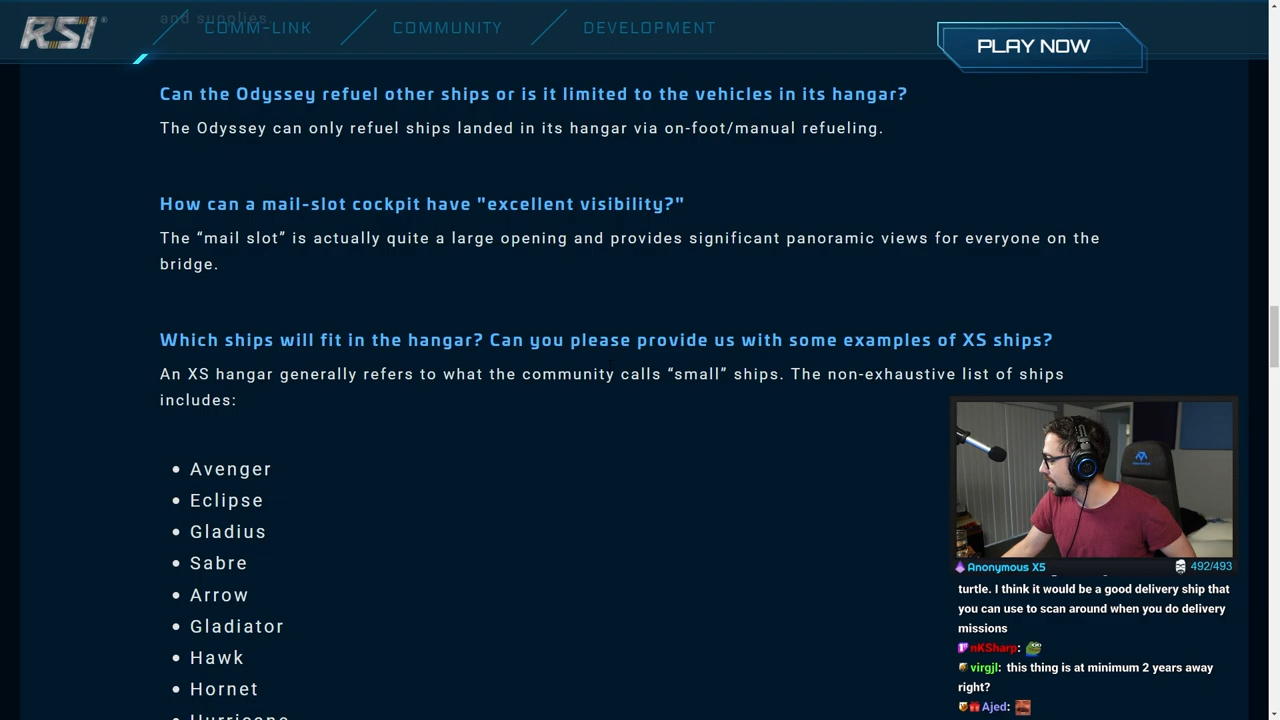 and supplies.
RSI
COMM-LINK
COMMUNITY
DEVELOPMENT
PLAY NOW
Can the Odyssey refuel other ships or is it limited to the vehicles in its hangar?
The Odyssey can only refuel ships landed in its hangar via on-foot/manual refueling.
How can a mail-slot cockpit have "excellent visibility?"
The “mail slot” is actually quite a large opening and provides significant panoramic views for everyone on the
bridge.
Which ships will fit in the hangar? Can you please provide us with some examples of XS ships?
An XS hangar generally refers to what the community calls “small” ships. The non-exhaustive list of ships
includes:
• Avenger
• Eclipse
• Gladius
• Sabre
• Arrow
• Gladiator
• Hawk
• Hornet
• Hurricane
Anonymous X5
492/493
turtle. I think it would be a good delivery ship that
you can use to scan around when you do delivery
missions
nKSharp:
virgjl: this thing is at minimum 2 years away
right?
Ajed: